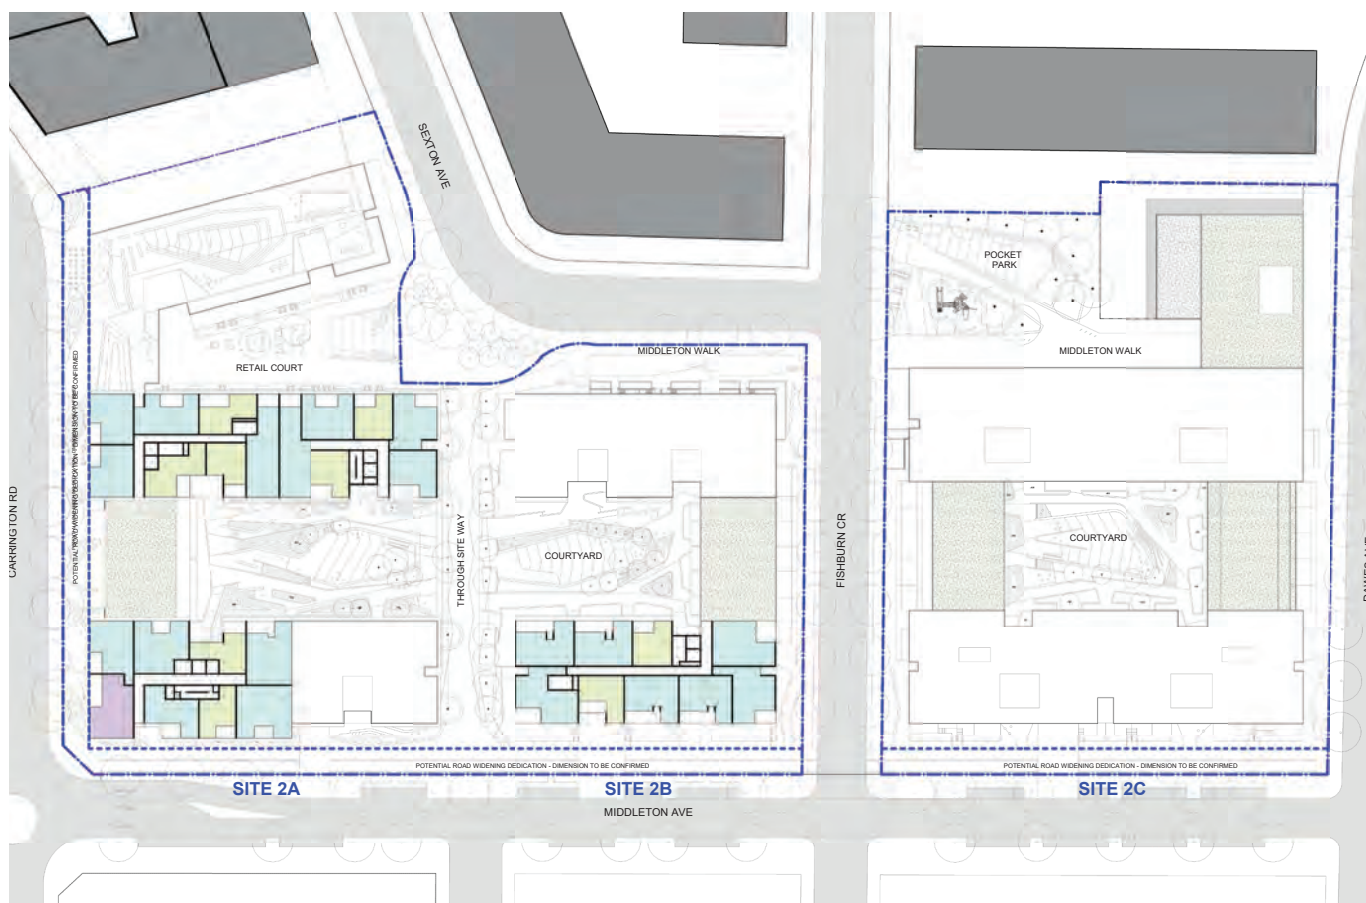 SEXTON AVE
POCKET
PARK
MIDDLETON WALK
MIDDLETON WALK
RETAIL COURT
CARRINGTON RD
THROUGH SITE WAY
COURTYARD
FISHBURN CR
COURTYARD
POTENTIAL ROAD WIDENING DEDICATION - DIMENSION TO BE CONFIRMED
POTENTIAL ROAD WIDENING DEDICATION - DIMENSION TO BE CONFIRMED
POTENTIAL ROAD WIDENING DEDICATION - DIMENSION TO BE CONFIRMED
SITE 2A
SITE 2B
SITE 2C
MIDDLETON AVE